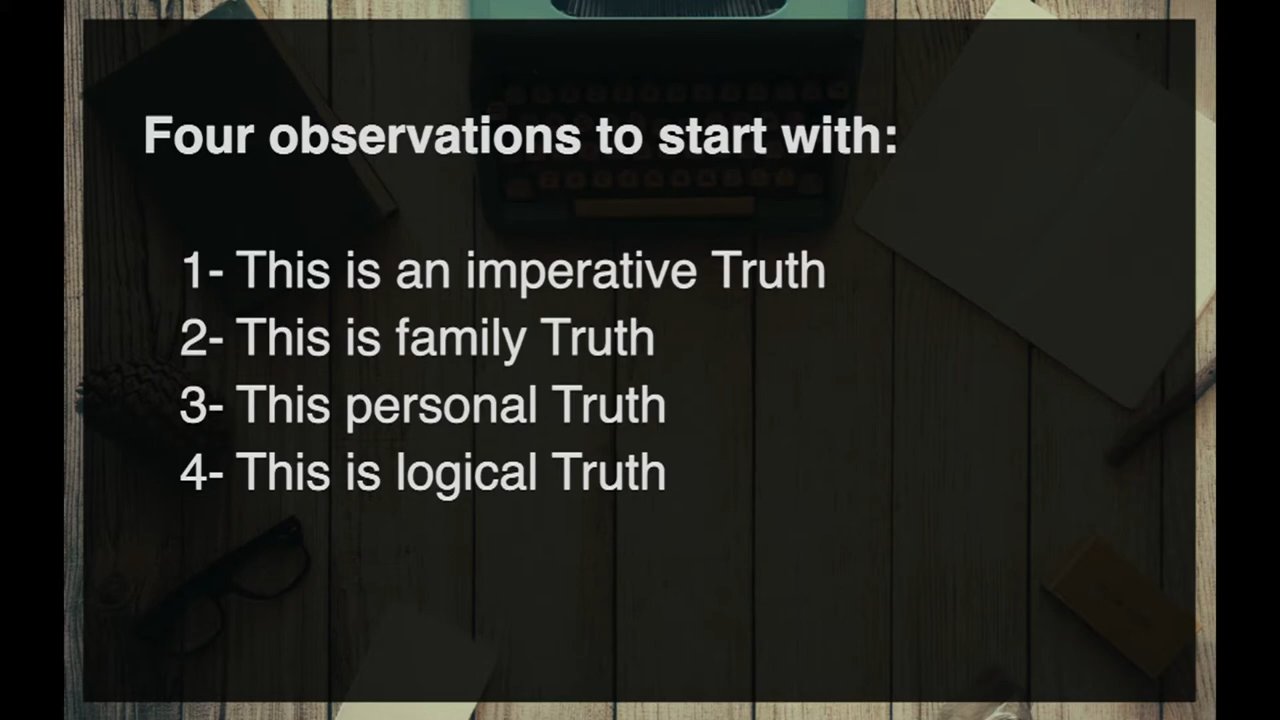 Four observations to start with:
1- This is an imperative Truth
2- This is family Truth
3- This personal Truth
4- This is logical Truth